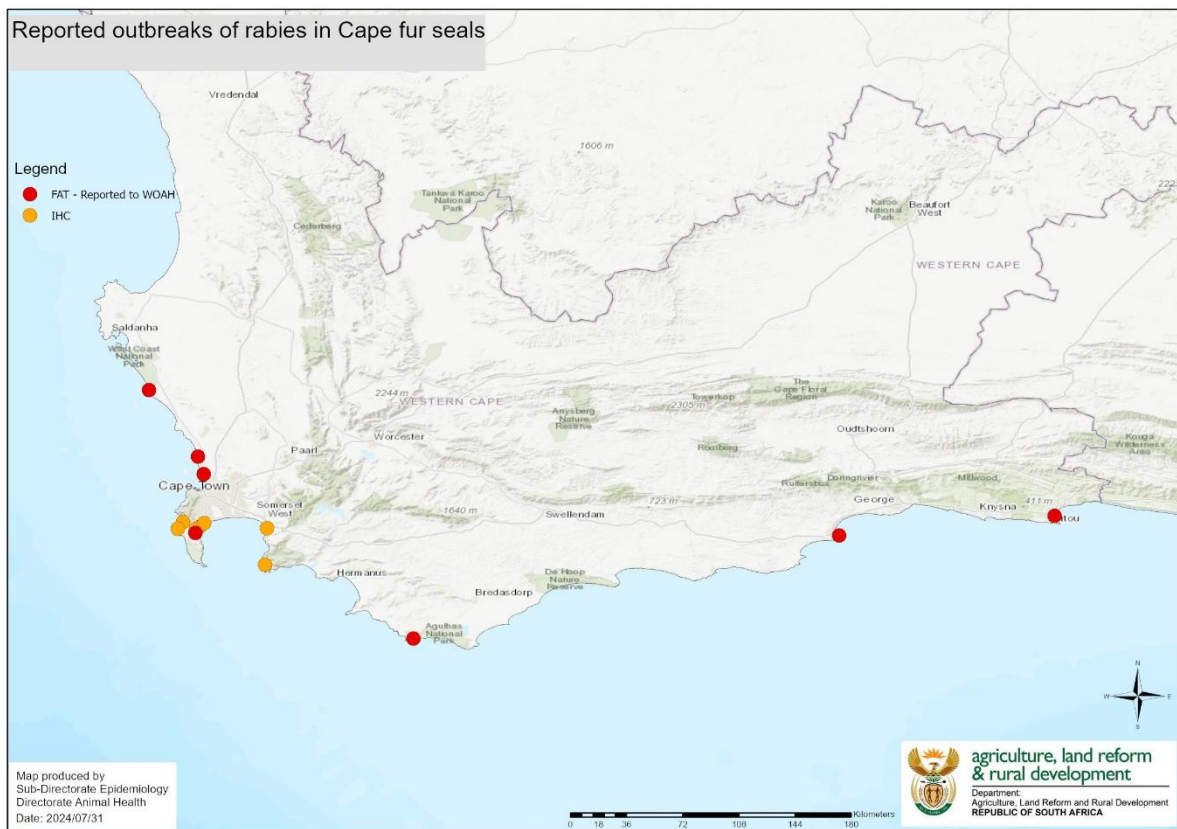 Reported outbreaks of rabies in Cape fur seals
Vredendal
Legend
FAT - Reported to WOAH
IHC
1606 m
Tankwa Karoo
National
Park
Karoo
National
Park
Beaufort
West
Cederberg
WESTERN CAPE
Saldanha
West Coast
National
Park
2244 m
WESTERN CAPE
Anysberg
Nature
Reserve
Towerkop
2305 m
The
Cape Floral
Region
Oudtshoorn
Worcester
Paarl
Rooiberg
Kouga
Wilderness
Area
Cape Town
Somerset
West
1640 m
Swellendam
723 m
Ruitersbos
Doringrivier
George
Millwood
Knysna
411 m
Hermanus
Bredasdorp
De Hoop
Nature
Reserve
Agulhas
National
Park
N
W
E
S
Map produced by
Sub-Directorate Epidemiology
Directorate Animal Health
Date: 2024/07/31
Kilometers
0 18 36 72 108 144 180
agriculture, land reform
& rural development
Department:
Agriculture, Land Reform and Rural Development
REPUBLIC OF SOUTH AFRICA